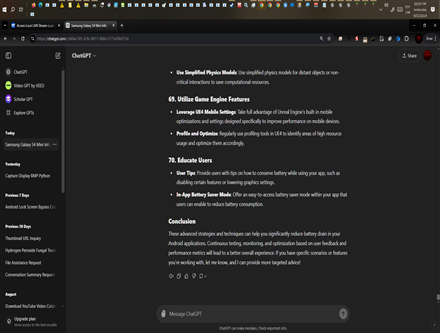 Access Local LAN Stream
Samsung Galaxy S4 Mini Info
ChatGPT
Share
ChatGPT
Video GPT by VEED
Scholar GPT
Explore GPTs
Today
Samsung Galaxy S4 Mini Inf
Yesterday
Capture Display BMP Python
Previous 7 Days
Android Lock Screen Bypass
Previous 30 Days
Thumbnail URL Inquiry
Hydrogen Peroxide Fungal
File Assistance Request
Conversation Summary Request
August
Download YouTube Video
Upgrade plan
• Use Simplified Physics Models: Use simplified physics models for distant objects or non-
critical interactions to save computational resources.
69. Utilize Game Engine Features
• Leverage UE4 Mobile Settings: Take full advantage of Unreal Engine's built-in mobile
optimizations and settings designed specifically to improve performance on mobile devices.
• Profile and Optimize: Regularly use profiling tools in UE4 to identify areas of high
resource usage and optimize them accordingly.
70. Educate Users
• User Tips: Provide users with tips on how to conserve battery while using your app, such as
disabling certain features or lowering graphics settings.
• In-App Battery Saver Mode: Offer an easy-to-access battery saver mode within your app that
users can enable to reduce battery consumption.
Conclusion
These advanced strategies and techniques can help you significantly reduce battery drain in your
Android applications. Continuous testing, monitoring, and optimization based on user feedback and
performance metrics will lead to a better overall experience. If you have specific scenarios or features
you're working with, let me know, and I can provide more targeted advice!
Message ChatGPT
ChatGPT can make mistakes. Check important info.